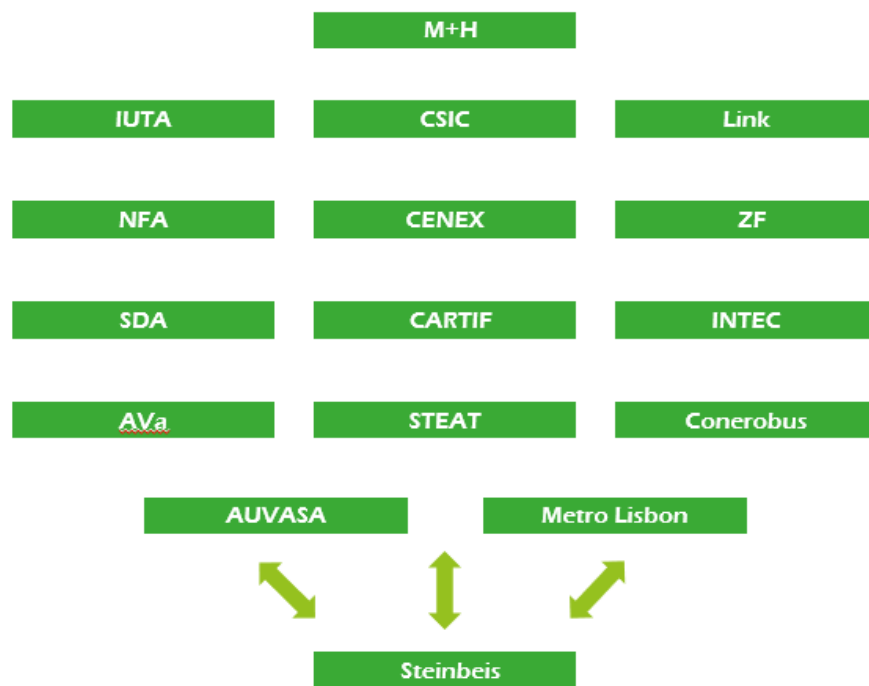 M+H
IUTA CSIC Link
NFA CENEX ZF
SDA CARTIF INTEC
AVa STEAT Conerobus
AUVASA Metro Lisbon
Steinbeis